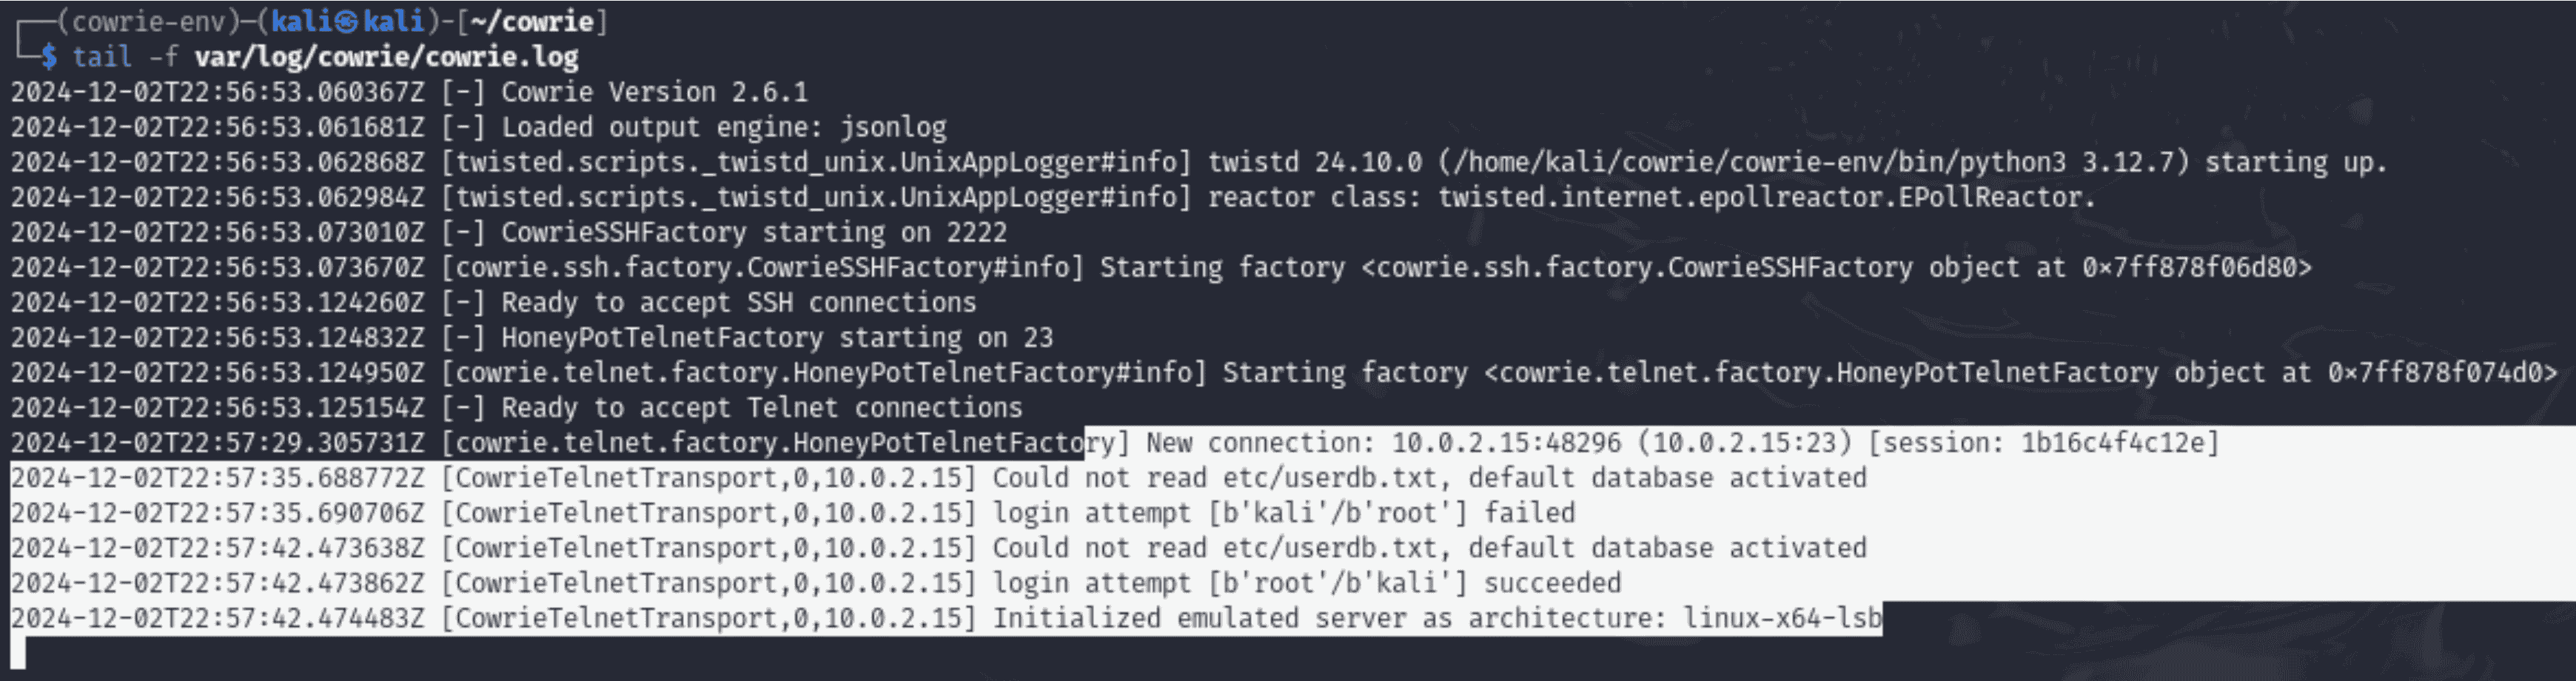 ┌──(cowrie-env)─(kali㉿kali)-[~/cowrie]
└─$ tail -f var/log/cowrie/cowrie.log
2024-12-02T22:56:53.060367Z [-] Cowrie Version 2.6.1
2024-12-02T22:56:53.061681Z [-] Loaded output engine: jsonlog
2024-12-02T22:56:53.062868Z [twisted.scripts._twistd_unix.UnixAppLogger#info] twistd 24.10.0 (/home/kali/cowrie/cowrie-env/bin/python3 3.12.7) starting up.
2024-12-02T22:56:53.062984Z [twisted.scripts._twistd_unix.UnixAppLogger#info] reactor class: twisted.internet.epollreactor.EPollReactor.
2024-12-02T22:56:53.073010Z [-] CowrieSSHFactory starting on 2222
2024-12-02T22:56:53.073670Z [cowrie.ssh.factory.CowrieSSHFactory#info] Starting factory <cowrie.ssh.factory.CowrieSSHFactory object at 0×7ff878f06d80>
2024-12-02T22:56:53.124260Z [-] Ready to accept SSH connections
2024-12-02T22:56:53.124832Z [-] HoneyPotTelnetFactory starting on 23
2024-12-02T22:56:53.124950Z [cowrie.telnet.factory.HoneyPotTelnetFactory#info] Starting factory <cowrie.telnet.factory.HoneyPotTelnetFactory object at 0×7ff878f074d0>
2024-12-02T22:56:53.125154Z [-] Ready to accept Telnet connections
2024-12-02T22:57:29.305731Z [cowrie.telnet.factory.HoneyPotTelnetFactory] New connection: 10.0.2.15:48296 (10.0.2.15:23) [session: 1b16c4f4c12e]
2024-12-02T22:57:35.688772Z [CowrieTelnetTransport,0,10.0.2.15] Could not read etc/userdb.txt, default database activated
2024-12-02T22:57:35.690706Z [CowrieTelnetTransport,0,10.0.2.15] login attempt [b'kali'/b'root'] failed
2024-12-02T22:57:42.473638Z [CowrieTelnetTransport,0,10.0.2.15] Could not read etc/userdb.txt, default database activated
2024-12-02T22:57:42.473862Z [CowrieTelnetTransport,0,10.0.2.15] login attempt [b'root'/b'kali'] succeeded
2024-12-02T22:57:42.474483Z [CowrieTelnetTransport,0,10.0.2.15] Initialized emulated server as architecture: linux-x64-lsb